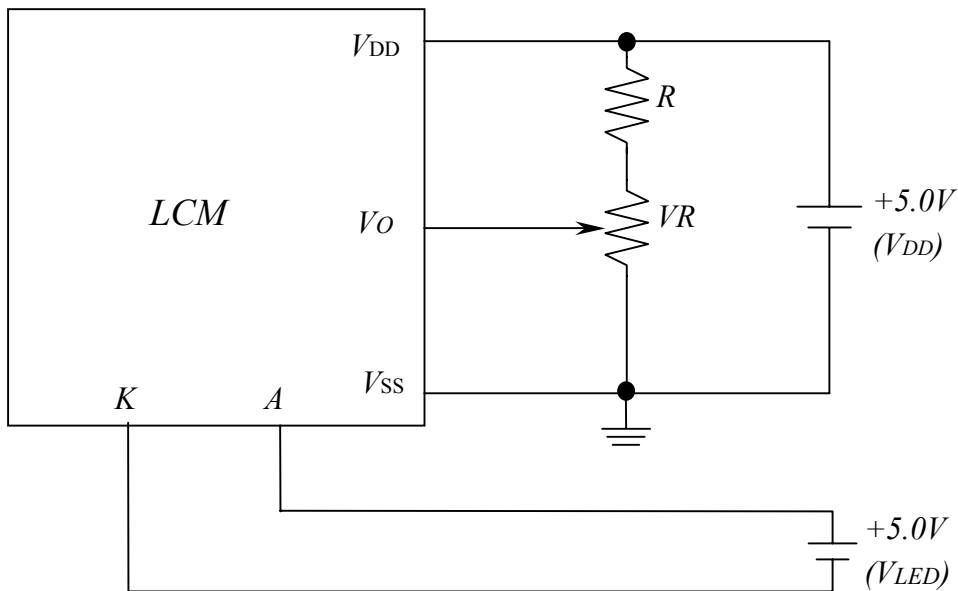 VDD
R
LCM
VO
VR
+5.0V
(VDD)
VSS
K
A
+5.0V
(VLED)